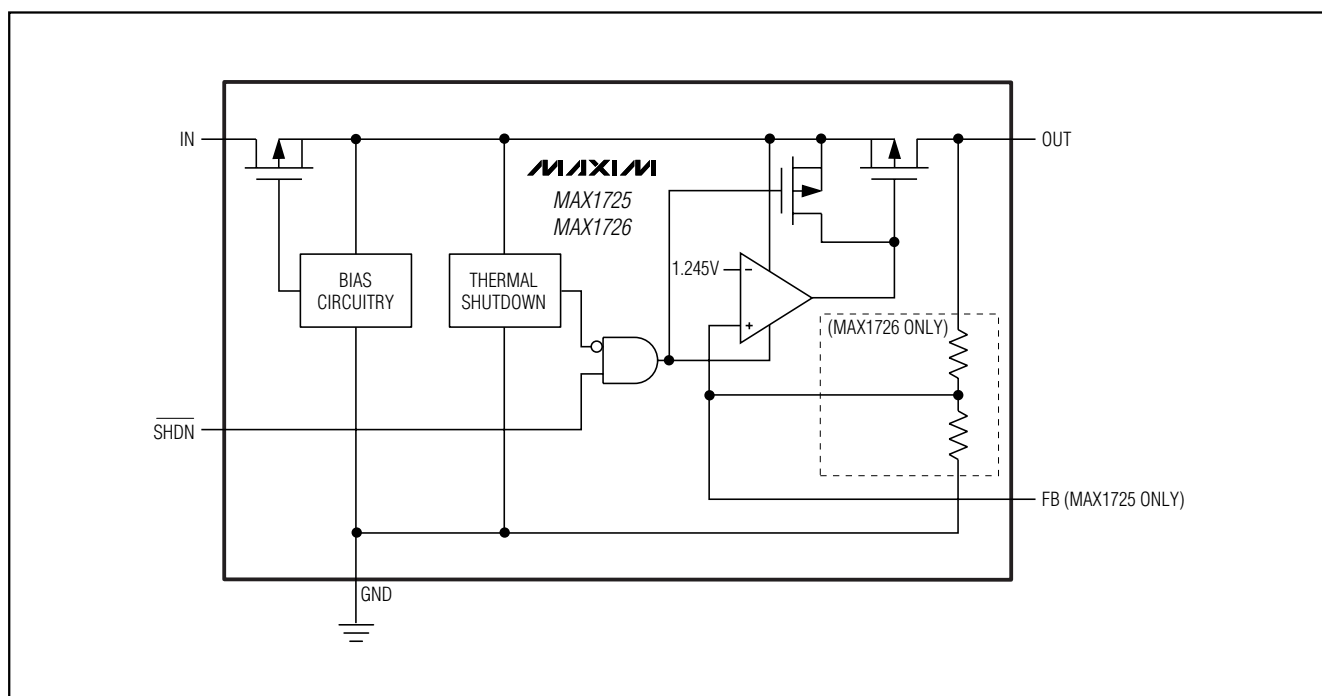 IN
OUT
MAXIM
MAX1725
MAX1726
BIAS
CIRCUITRY
THERMAL
SHUTDOWN
1.245V
−
+
(MAX1726 ONLY)
SHDN
FB (MAX1725 ONLY)
GND